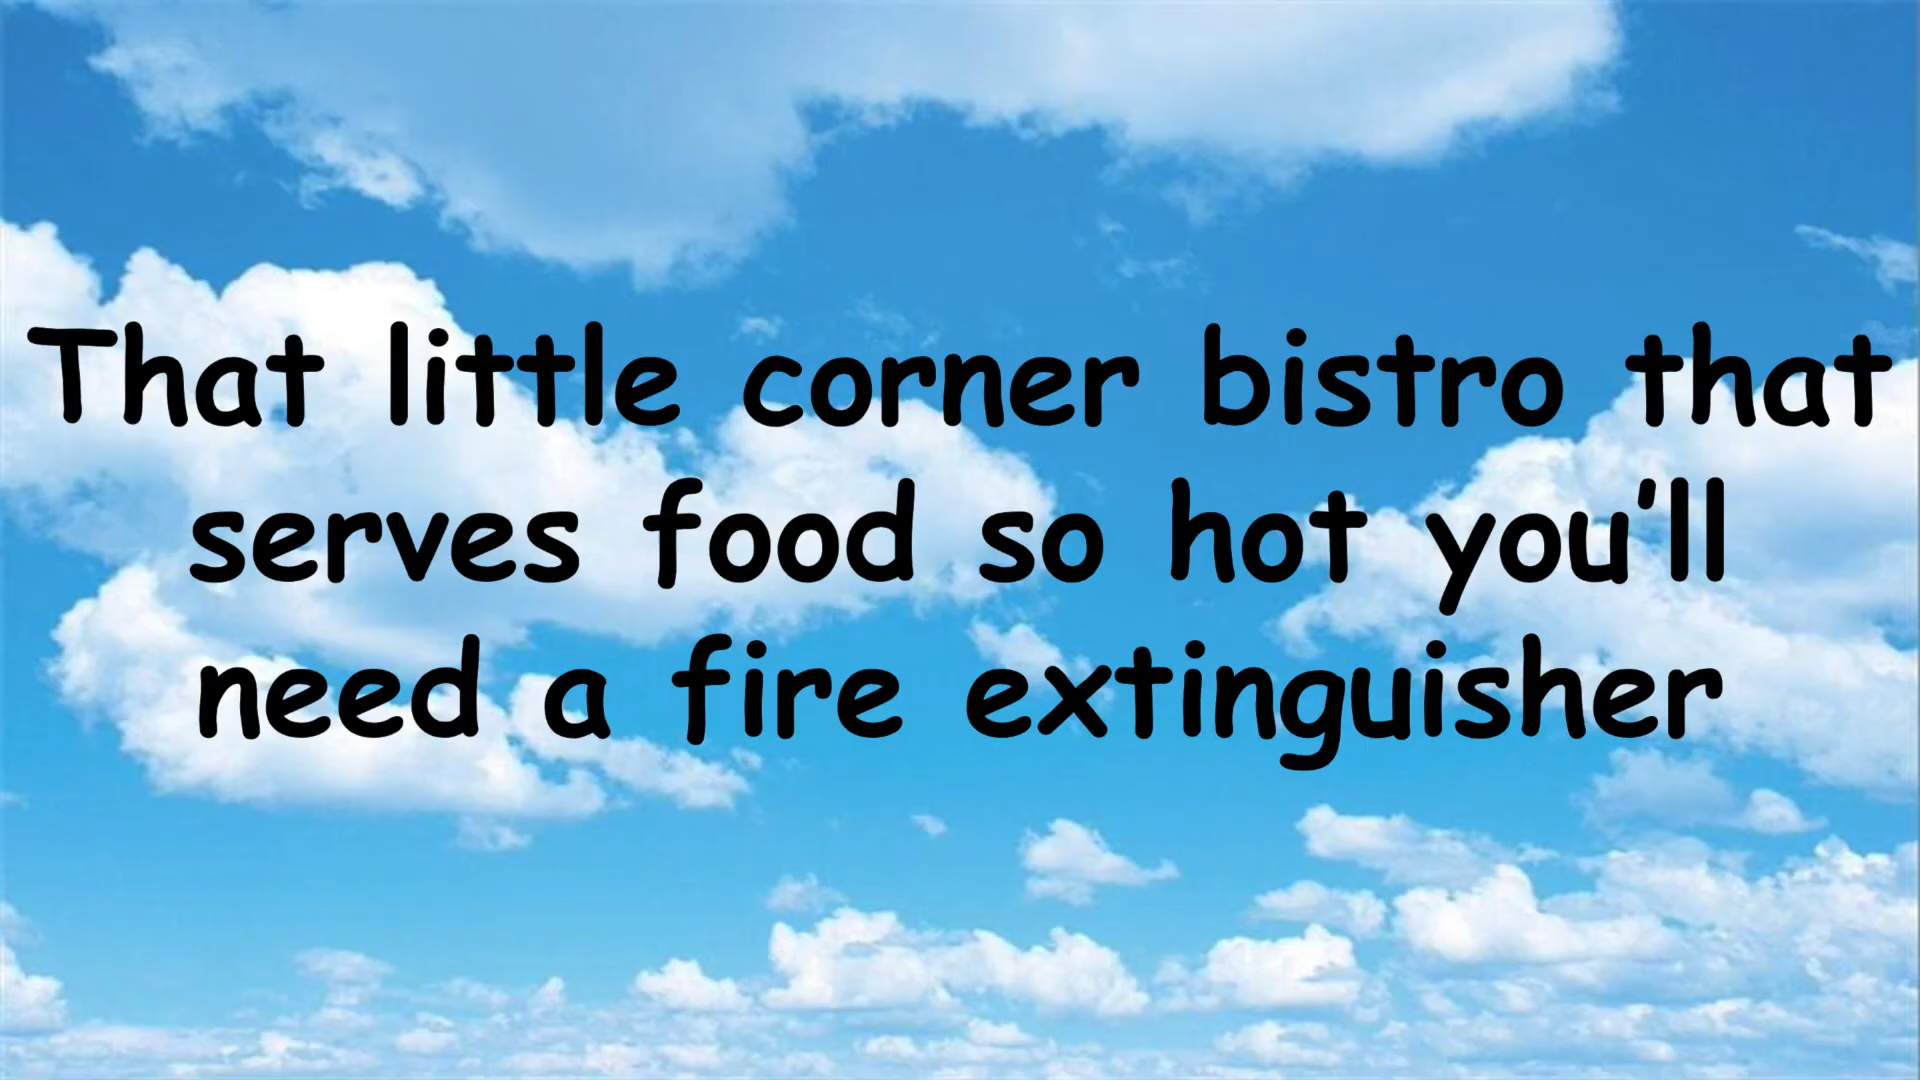 That little corner bistro that
serves food so hot you’ll
need a fire extinguisher